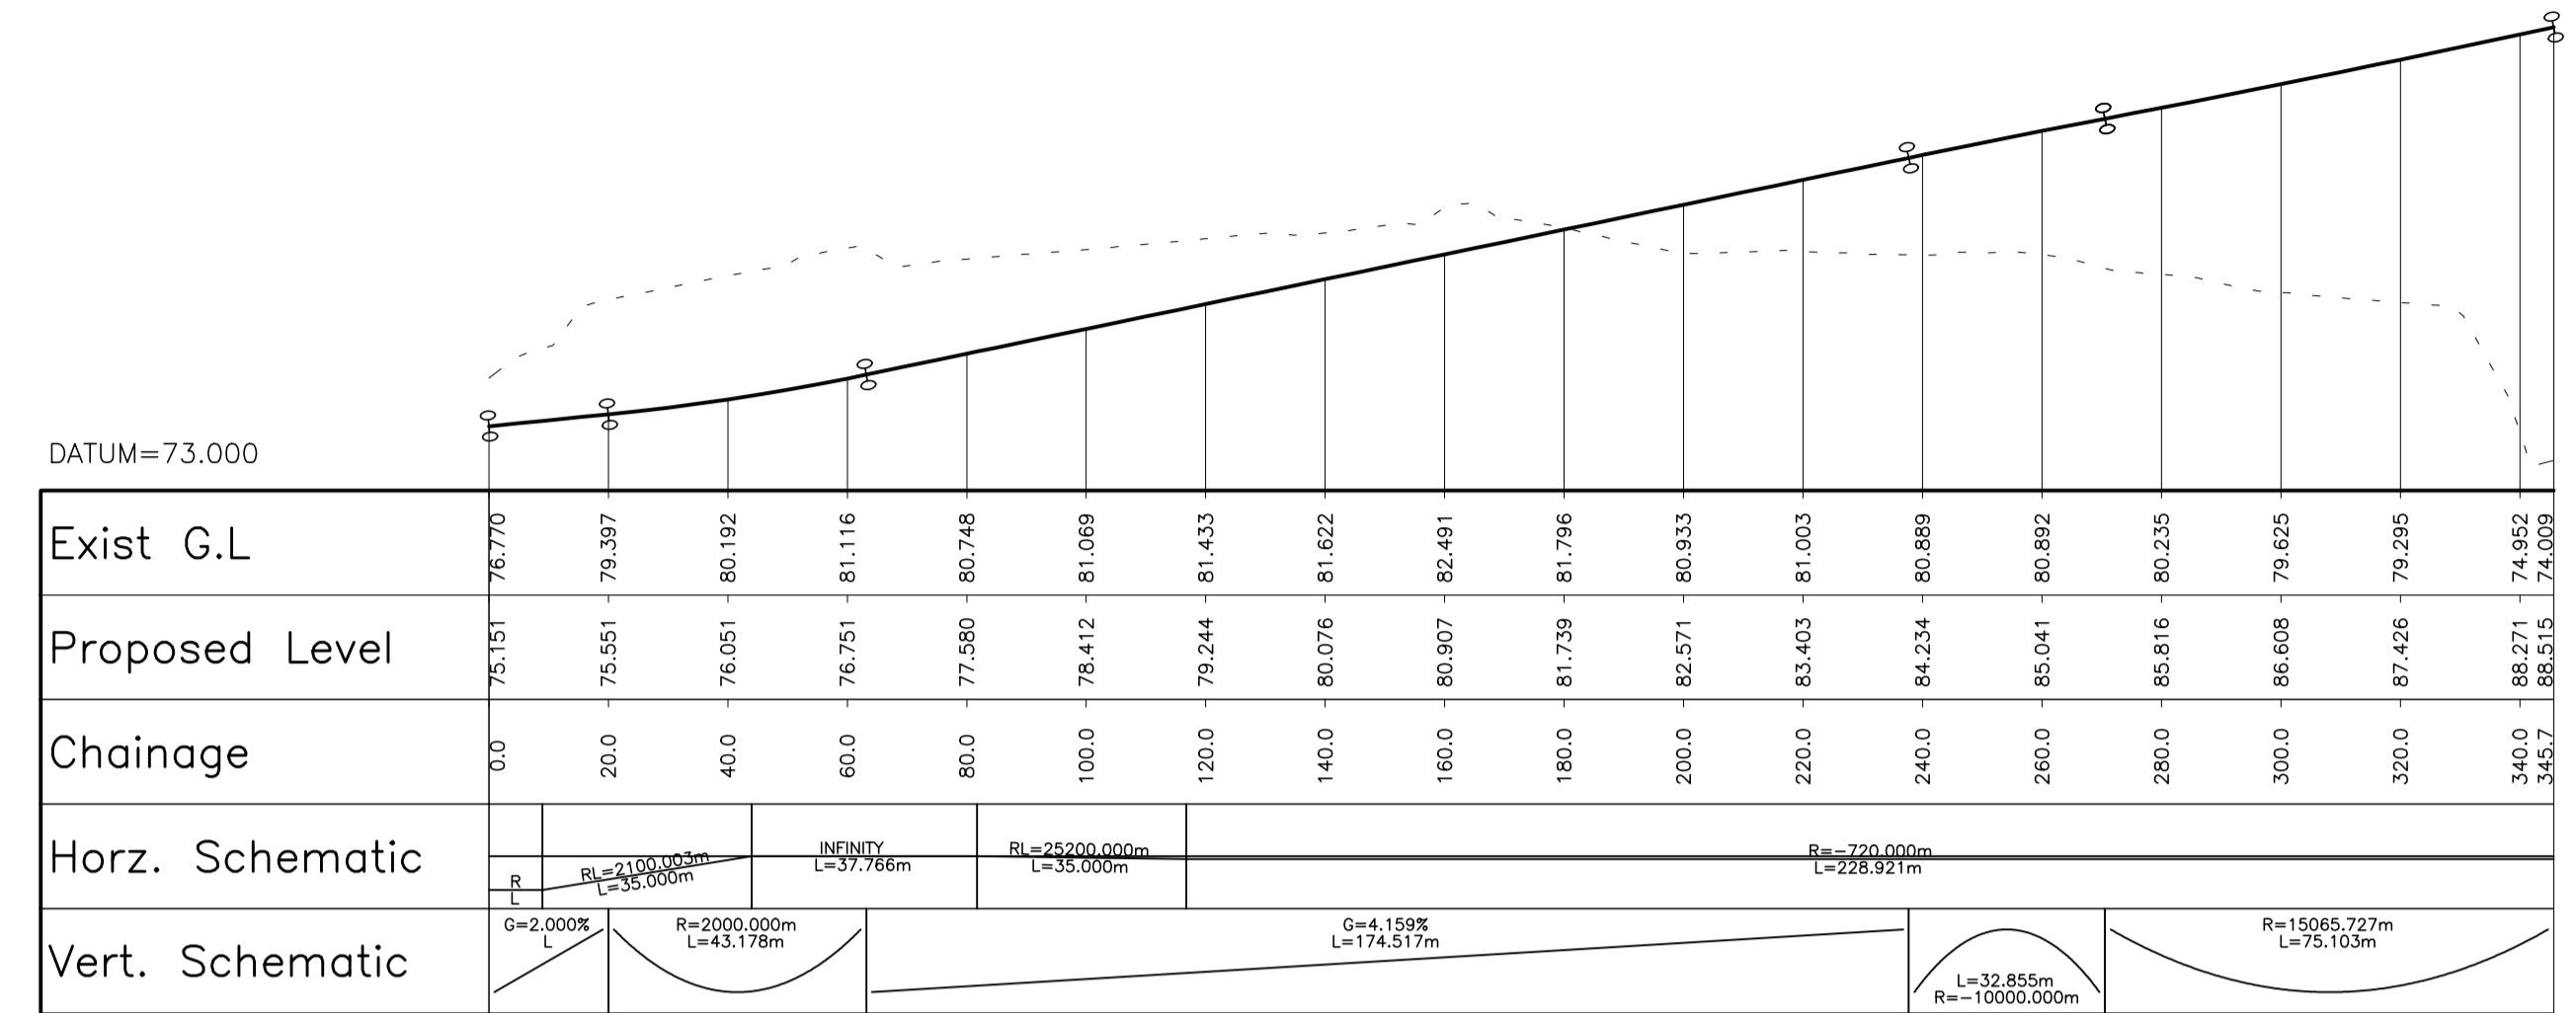 DATUM=73.000
Exist G.L
76.770 79.397 80.192 81.116 80.748 81.069 81.433 81.622 82.491 81.796 80.933 81.003 80.889 80.892 80.235 79.625 79.295 74.952 74.009
Proposed Level
75.151 75.551 76.051 76.751 77.580 78.412 79.244 80.076 80.907 81.739 82.571 83.403 84.234 85.041 85.816 86.608 87.426 88.271 88.515
Chainage
0.0 20.0 40.0 60.0 80.0 100.0 120.0 140.0 160.0 180.0 200.0 220.0 240.0 260.0 280.0 300.0 320.0 340.0 345.7
Horz. Schematic
R
L
RL=2100.003m
L=35.000m
INFINITY
L=37.766m
RL=25200.000m
L=35.000m
R=-720.000m
L=228.921m
Vert. Schematic
G=2.000%
L
R=2000.000m
L=43.178m
G=4.159%
L=174.517m
L=32.855m
R=-10000.000m
R=15065.727m
L=75.103m